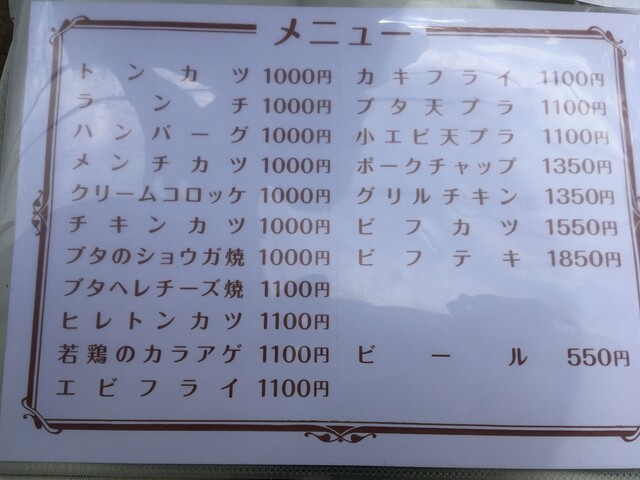 メニュー
トンカツ 1000円
ランチ 1000円
ハンバーグ 1000円
メンチカツ 1000円
クリームコロッケ 1000円
チキンカツ 1000円
ブタのショウガ焼 1000円
ブタヘレチーズ焼 1100円
ヒレトンカツ 1100円
若鶏のカラアゲ 1100円
エビフライ 1100円
カキフライ 1100円
ブタ天プラ 1100円
小エビ天プラ 1100円
ポークチャップ 1350円
グリルチキン 1350円
ビフカツ 1550円
ビフテキ 1850円
ビール 550円